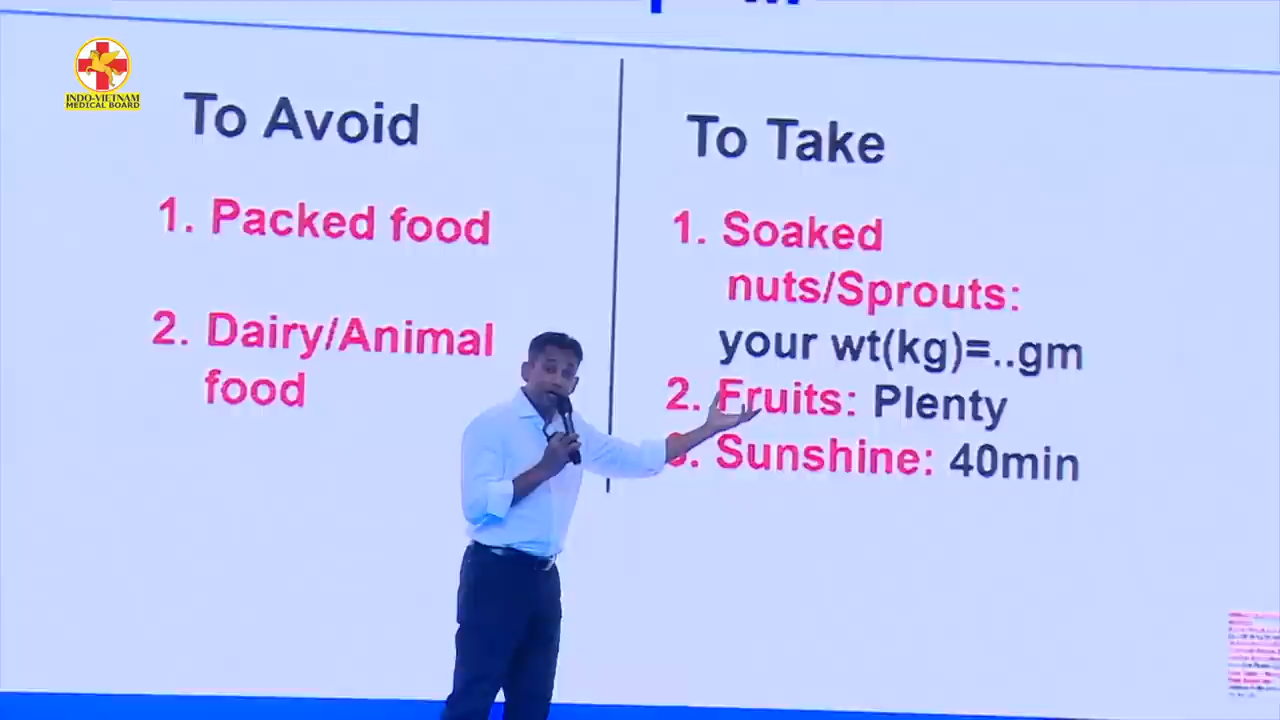 INDO-VIETNAM
MEDICAL BOARD
To Avoid
1. Packed food
2. Dairy/Animal
food
To Take
1. Soaked
nuts/Sprouts:
your wt(kg)=..gm
2. Fruits: Plenty
3. Sunshine: 40min